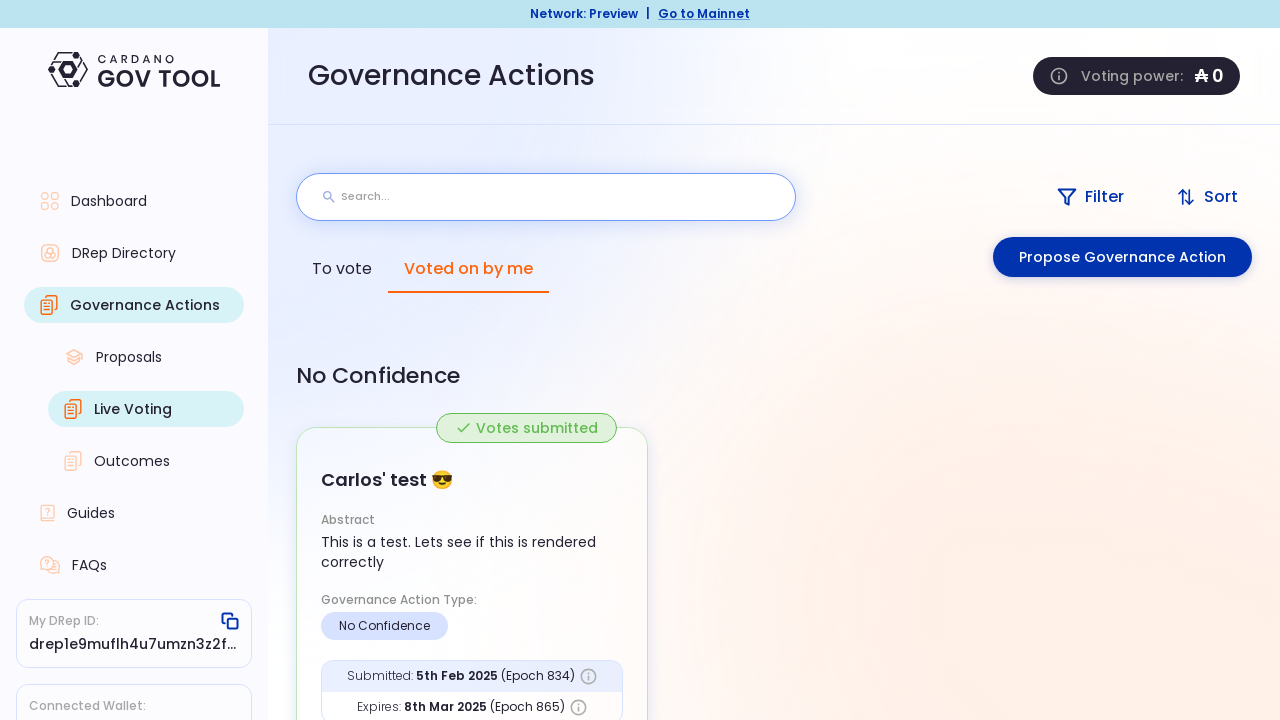 Network: Preview | Go to Mainnet
CARDANO
GOV TOOL
Governance Actions
Voting power: ₳ 0
Dashboard
DRep Directory
Governance Actions
Proposals
Live Voting
Outcomes
Guides
FAQs
My DRep ID:
drep1e9muflh4u7umzn3z2f...
Connected Wallet:
Search...
Filter
Sort
To vote
Voted on by me
Propose Governance Action
No Confidence
Votes submitted
Carlos' test 😎
Abstract
This is a test. Lets see if this is rendered
correctly
Governance Action Type:
No Confidence
Submitted: 5th Feb 2025 (Epoch 834)
Expires: 8th Mar 2025 (Epoch 865)